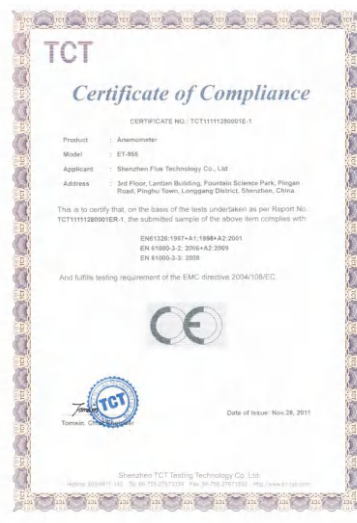 TCT
Certificate of Compliance
CERTIFICATE NO.: TCT11111280001E-1
Product : Anemometer
Model : ET-955
Applicant : Shenzhen Flus Technology Co., Ltd
Address : 3rd Floor, Lantian Building, Fountain Science Park, Pingan
Road, Pinghu Town, Longgang District, Shenzhen, China
This is to certify that, on the basis of the tests undertaken as per Report No.
TCT11111280001ER-1, the submitted sample of the above item complies with:
EN61326:1997+A1:1998+A2:2001
EN 61000-3-2: 2006+A2:2009
EN 61000-3-3: 2008
And fulfils testing requirement of the EMC directive 2004/108/EC.
CE
TCT
Tomsin,
Date of Issue: Nov.28, 2011
Shenzhen TCT Testing Technology Co. Ltd.